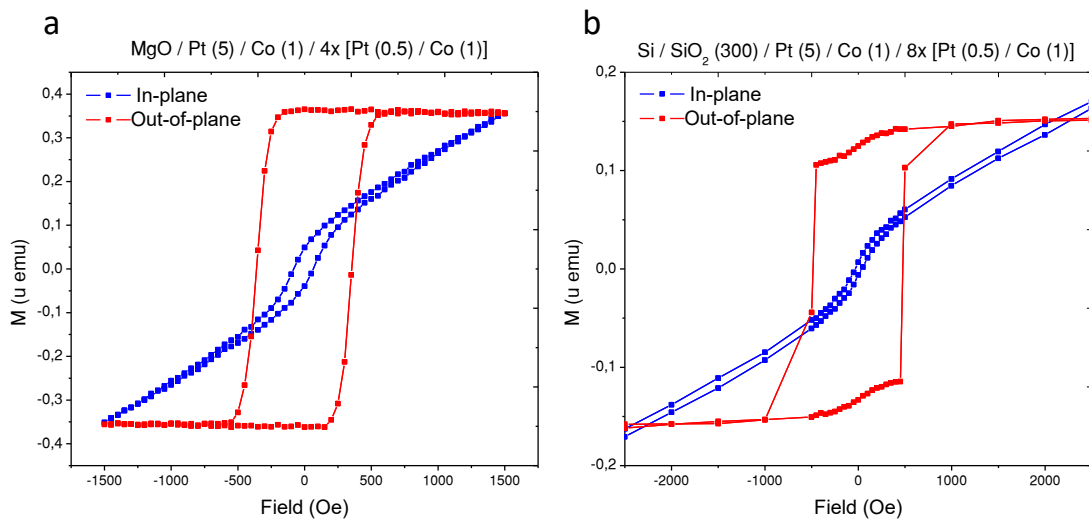 a
MgO / Pt (5) / Co (1) / 4x [Pt (0.5) / Co (1)]
In-plane
Out-of-plane
0,4
0,3
0,2
0,1
0,0
-0,1
-0,2
-0,3
-0,4
M (u emu)
-1500 -1000 -500 0 500 1000 1500
Field (Oe)
b
Si / SiO2 (300) / Pt (5) / Co (1) / 8x [Pt (0.5) / Co (1)]
In-plane
Out-of-plane
0,2
0,1
0,0
-0,1
-0,2
M (u emu)
-2000 -1000 0 1000 2000
Field (Oe)